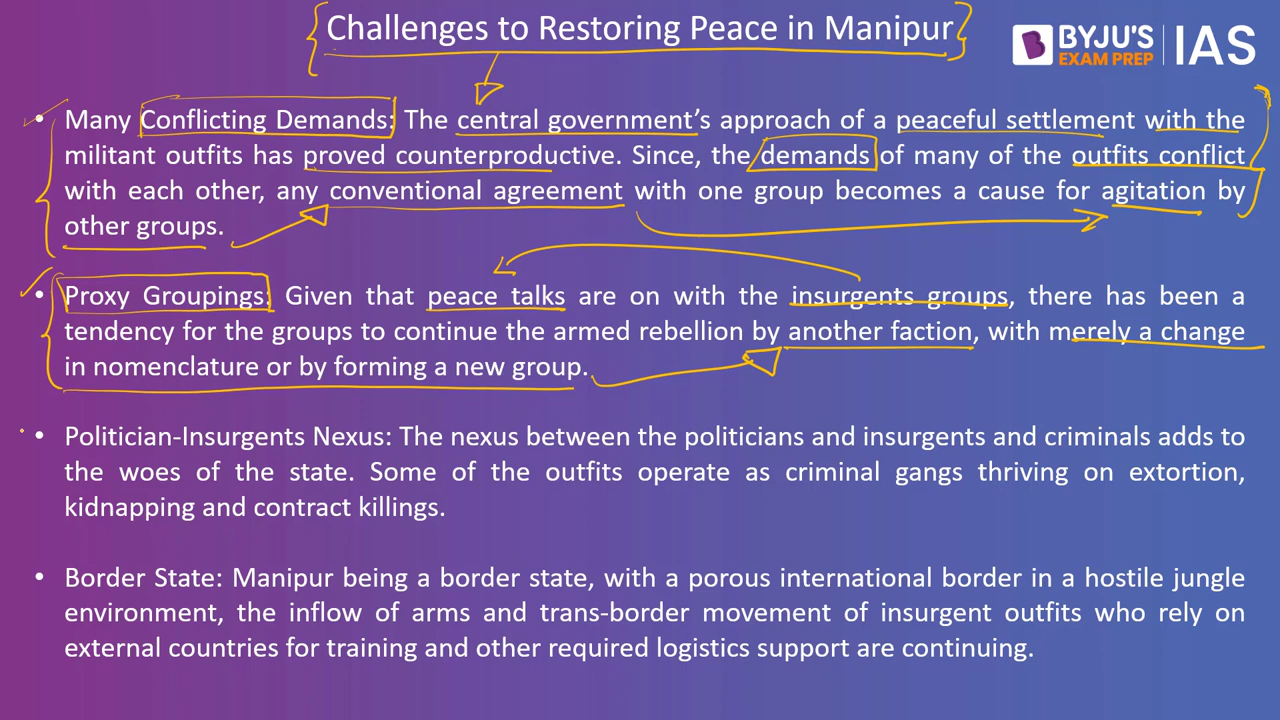 Challenges to Restoring Peace in Manipur
BYJU'S
EXAM PREP
IAS
• Many Conflicting Demands: The central government's approach of a peaceful settlement with the
militant outfits has proved counterproductive. Since, the demands of many of the outfits conflict
with each other, any conventional agreement with one group becomes a cause for agitation by
other groups.
• Proxy Groupings: Given that peace talks are on with the insurgents groups, there has been a
tendency for the groups to continue the armed rebellion by another faction, with merely a change
in nomenclature or by forming a new group.
• Politician-Insurgents Nexus: The nexus between the politicians and insurgents and criminals adds to
the woes of the state. Some of the outfits operate as criminal gangs thriving on extortion,
kidnapping and contract killings.
• Border State: Manipur being a border state, with a porous international border in a hostile jungle
environment, the inflow of arms and trans-border movement of insurgent outfits who rely on
external countries for training and other required logistics support are continuing.